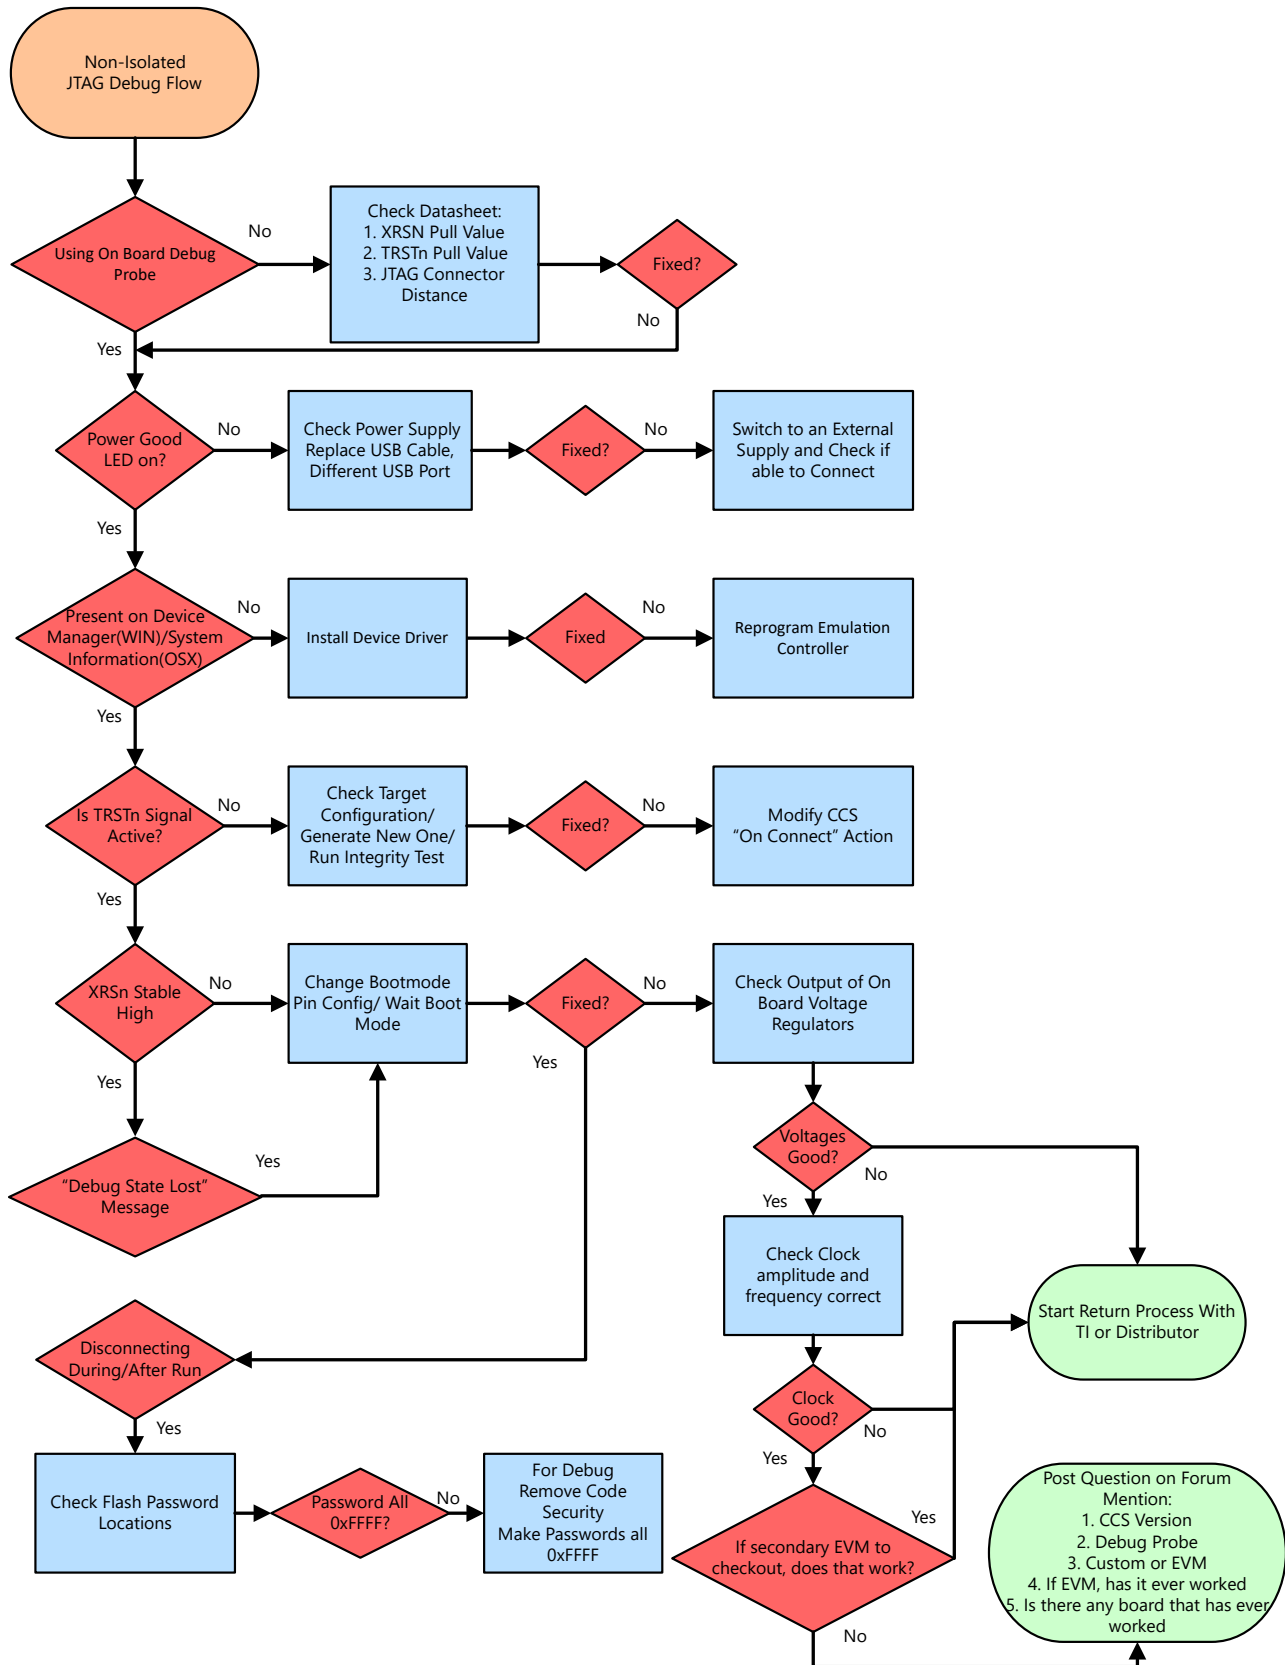 Non-Isolated
JTAG Debug Flow
Using On Board Debug
Probe
No
Check Datasheet:
1. XRSN Pull Value
2. TRSTn Pull Value
3. JTAG Connector
Distance
Fixed?
No
Yes
Power Good
LED on?
No
Check Power Supply
Replace USB Cable,
Different USB Port
Fixed?
No
Switch to an External
Supply and Check if
able to Connect
Yes
Present on Device
Manager(WIN)/System
Information(OSX)
No
Install Device Driver
Fixed
No
Reprogram Emulation
Controller
Yes
Is TRSTn Signal
Active?
No
Check Target
Configuration/
Generate New One/
Run Integrity Test
Fixed?
No
Modify CCS
“On Connect” Action
Yes
XRSn Stable
High
No
Change Bootmode
Pin Config/ Wait Boot
Mode
Fixed?
No
Check Output of On
Board Voltage
Regulators
Yes
Yes
“Debug State Lost”
Message
Yes
Voltages
Good?
No
Yes
Check Clock
amplitude and
frequency correct
Start Return Process With
TI or Distributor
Disconnecting
During/After Run
Yes
Clock
Good?
No
Yes
Check Flash Password
Locations
Password All
0xFFFF?
No
For Debug
Remove Code
Security
Make Passwords all
0xFFFF
If secondary EVM to
checkout, does that work?
Yes
No
Post Question on Forum
Mention:
1. CCS Version
2. Debug Probe
3. Custom or EVM
4. If EVM, has it ever worked
5. Is there any board that has ever
worked